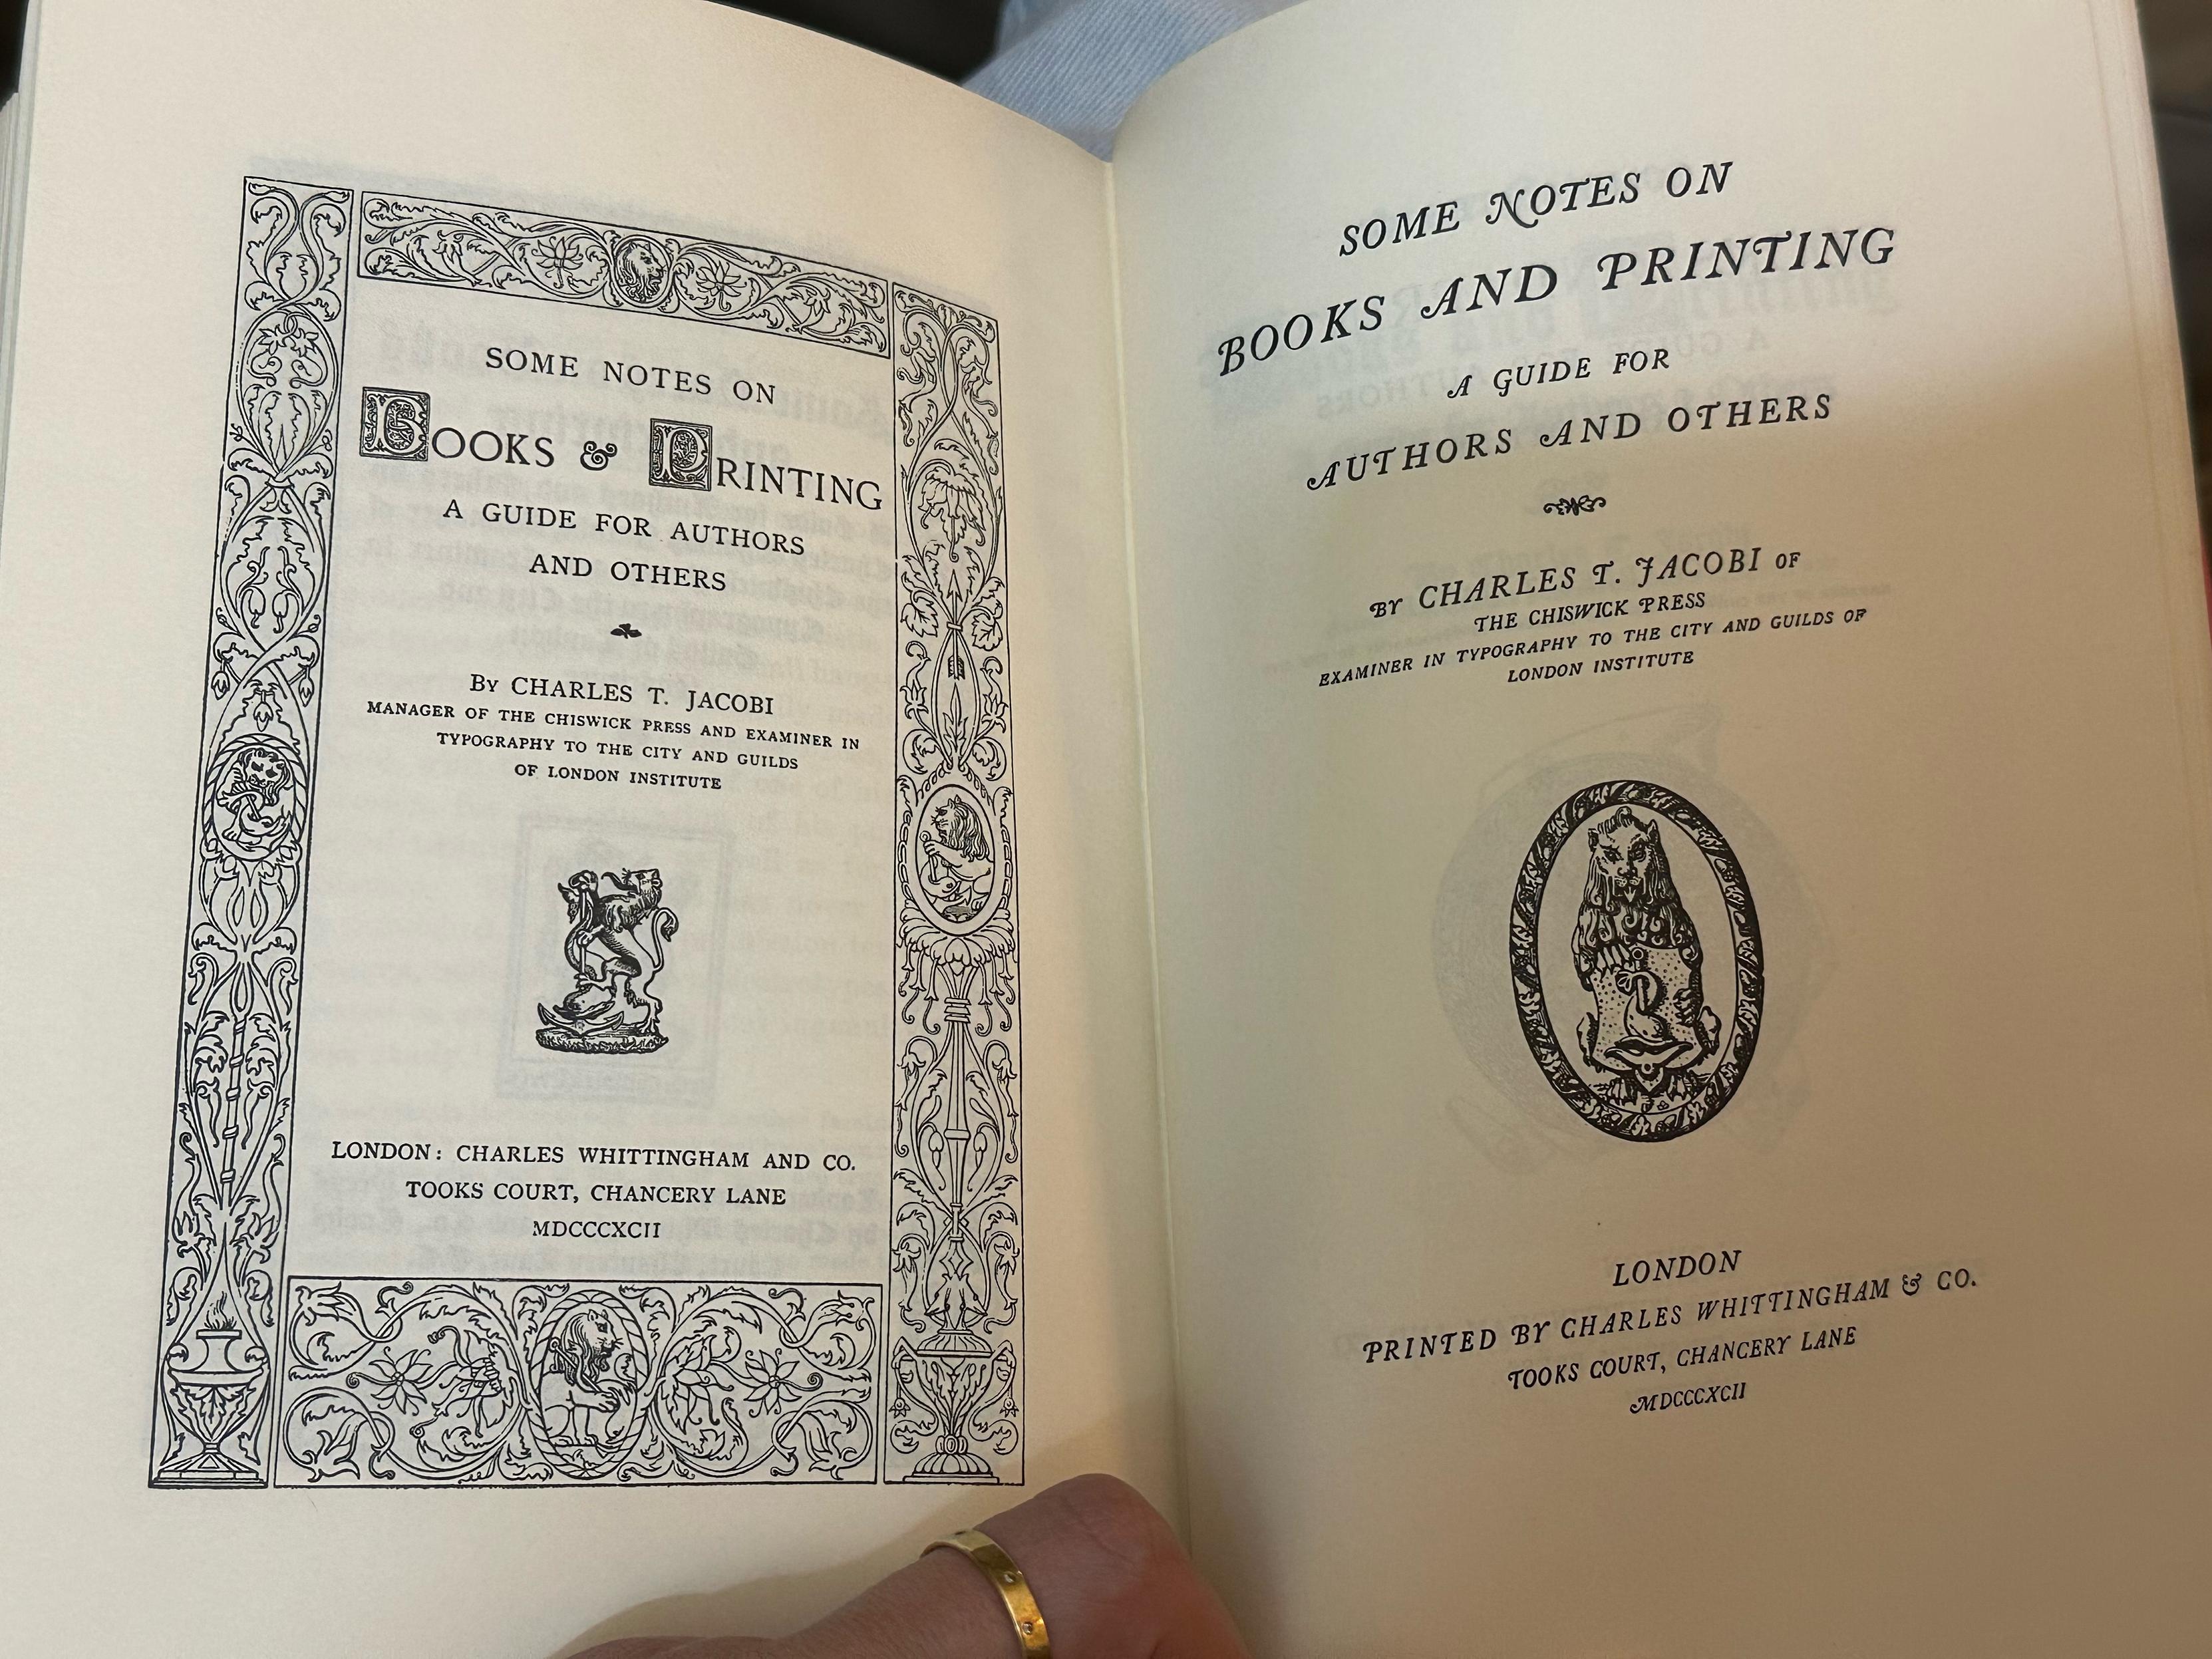 SOME NOTES ON
BOOKS & PRINTING
A GUIDE FOR AUTHORS
AND OTHERS
By CHARLES T. JACOBI
MANAGER OF THE CHISWICK PRESS AND EXAMINER IN
TYPOGRAPHY TO THE CITY AND GUILDS
OF LONDON INSTITUTE
LONDON: CHARLES WHITTINGHAM AND CO.
TOOKS COURT, CHANCERY LANE
MDCCCXCII
SOME NOTES ON
BOOKS AND PRINTING
A GUIDE FOR
AUTHORS AND OTHERS
BY CHARLES T. JACOBI OF
THE CHISWICK PRESS
EXAMINER IN TYPOGRAPHY TO THE CITY AND GUILDS OF
LONDON INSTITUTE
LONDON
PRINTED BY CHARLES WHITTINGHAM & CO.
TOOKS COURT, CHANCERY LANE
MDCCCXCII